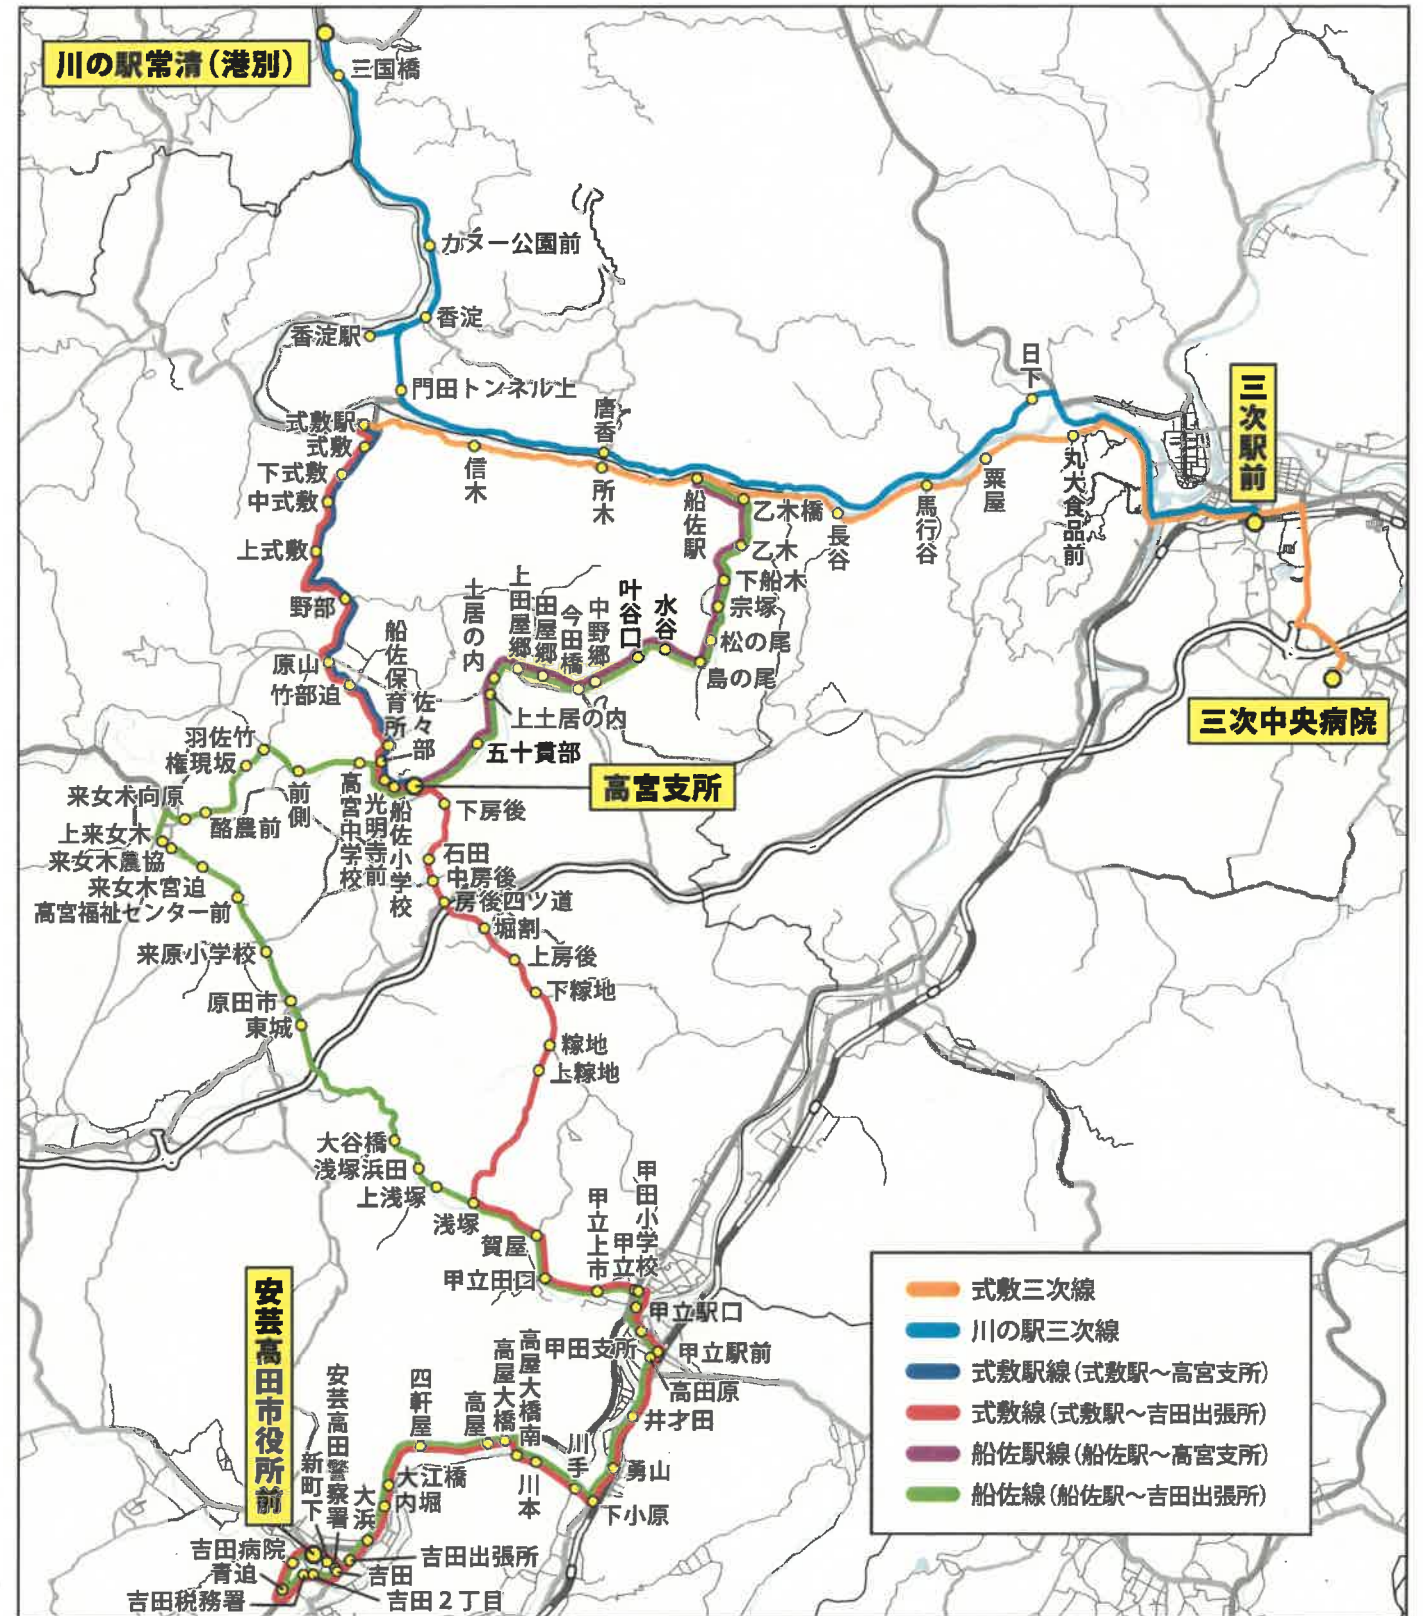 川の駅常清(港別)
三国橋
カヌー公園前
香淀
香淀駅
門田トンネル上
唐香
日下
三次駅前
式敷駅
式敷
下式敷
中式敷
上式敷
野部
原山
竹部迫
信木
所木
船佐駅
乙木橋
長谷
馬行谷
粟屋
丸大食品前
乙木
下船木
宗塚
松の尾
島の尾
水谷
叶谷口
中野郷
今田橋
田屋郷
上田屋郷
土居の内
上土居の内
五十貫部
船佐保育所
佐々部
三次中央病院
高宮支所
羽佐竹
権現坂
前側
高宮中学校
光明寺前
船佐小学校
来女木向原
酪農前
上来女木
来女木農協
来女木宮迫
高宮福祉センター前
来原小学校
原田市
東城
下房後
石田
中房後
房後四ツ道
堀割
上房後
下糘地
糘地
上糘地
大谷橋
浅塚浜田
上浅塚
浅塚
賀屋
甲立田口
甲立上市
甲立
甲田小学校
甲立駅口
甲田支所
甲立駅前
高田原
井才田
勇山
下小原
川手
川本
高屋大橋南
高屋大橋
高屋
四軒屋
大江橋
内堀
大浜
安芸高田警察署
新町下
安芸高田市役所前
吉田病院
青迫
吉田税務署
吉田出張所
吉田
吉田2丁目
式敷三次線
川の駅三次線
式敷駅線(式敷駅～高宮支所)
式敷線(式敷駅～吉田出張所)
船佐駅線(船佐駅～高宮支所)
船佐線(船佐駅～吉田出張所)